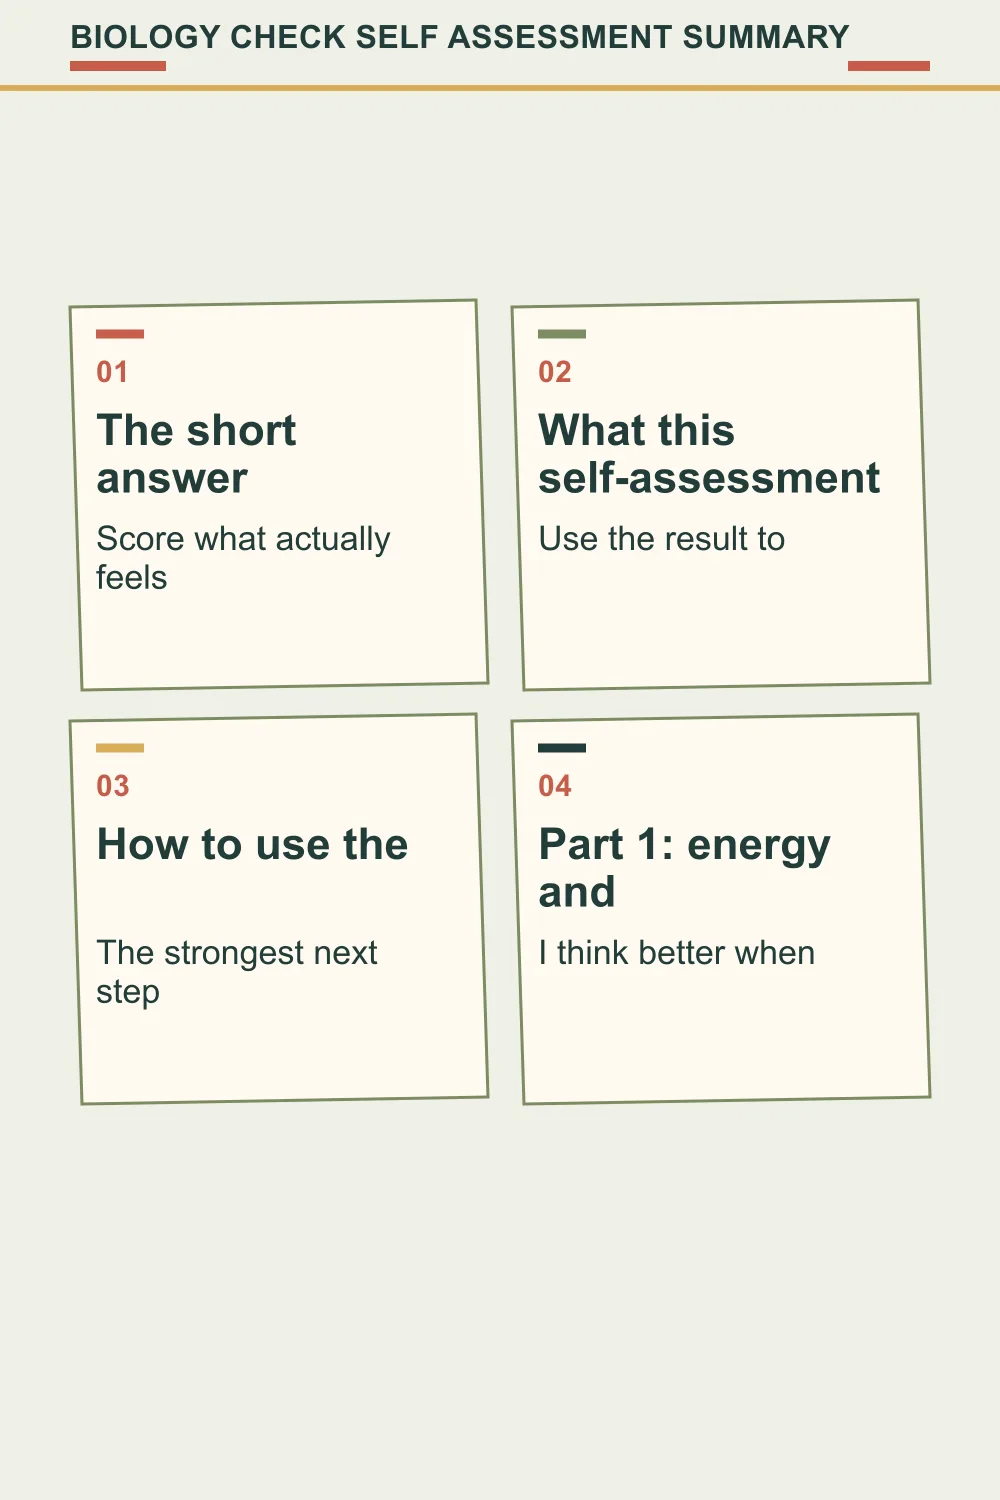 BIOLOGY CHECK SELF ASSESSMENT SUMMARY
01
The short
answer
Score what actually
feels
02
What this
self-assessment
Use the result to
03
How to use the
The strongest next
step
04
Part 1: energy
and
I think better when